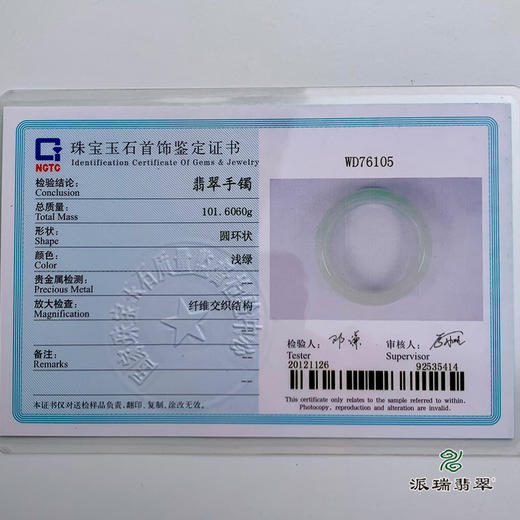 NGTC
珠宝玉石首饰鉴定证书
Identification Certificate Of Gems & Jewelry
检验结论: 翡翠手镯
Conclusion
总质量: 101.6060g
Total Mass
形状: 圆环状
Shape
颜色: 浅绿
Color
贵金属检测: ——
Precious Metal
放大检查: 纤维交织结构
Magnification
——
备注: ——
Remarks
——
本证书仅对送检样品负责,翻印、复制、涂改无效。
WD76105
检验人: 审核人:
Tester Supervisor
20121126 92535414
This certificate only relates to the sample referred to within.
Photocopy, reproduction and alteration are invalid.
派瑞翡翠